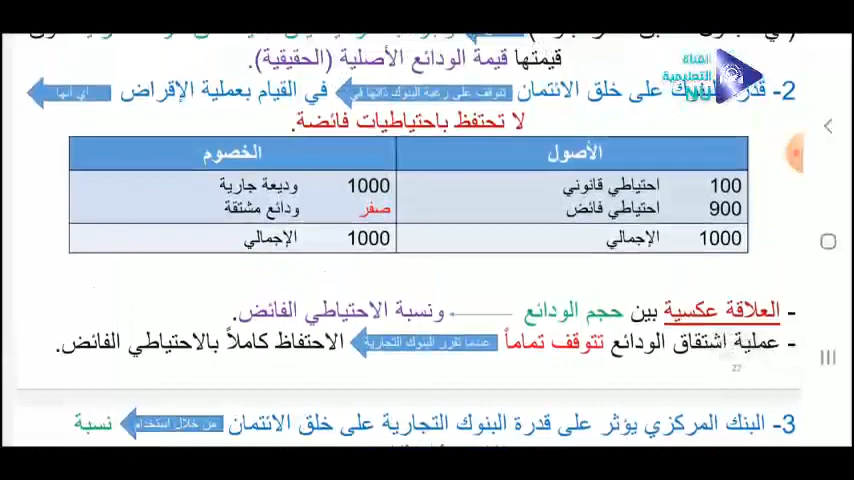 قيمتها قيمة الودائع الأصلية (الحقيقية).
القناة التعليمية
2- قدرة البنوك على خلق الائتمان تتوقف على رغبة البنوك ذاتها في في القيام بعملية الإقراض أي أنها
لا تحتفظ باحتياطيات فائضة.
الأصول الخصوم
100 احتياطي قانوني 1000 وديعة جارية
900 احتياطي فائض صفر ودائع مشتقة
1000 الإجمالي 1000 الإجمالي
- العلاقة عكسية بين حجم الودائع ونسبة الاحتياطي الفائض.
- عملية اشتقاق الودائع تتوقف تماماً عندما تقرر البنوك التجارية الاحتفاظ كاملاً بالاحتياطي الفائض.
27
3- البنك المركزي يؤثر على قدرة البنوك التجارية على خلق الائتمان من خلال استخدام نسبة